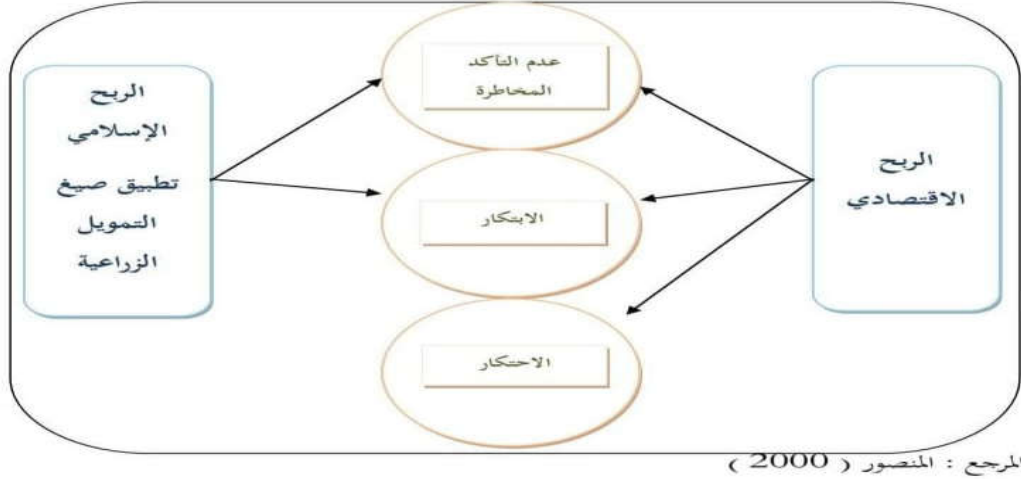 عدم التأكد
المخاطرة
الربح
الاقتصادي
الربح
الإسلامي
تطبيق صيغ
التمويل
الزراعية
الابتكار
الاحتكار
المرجع : المنصور ( 2000 )